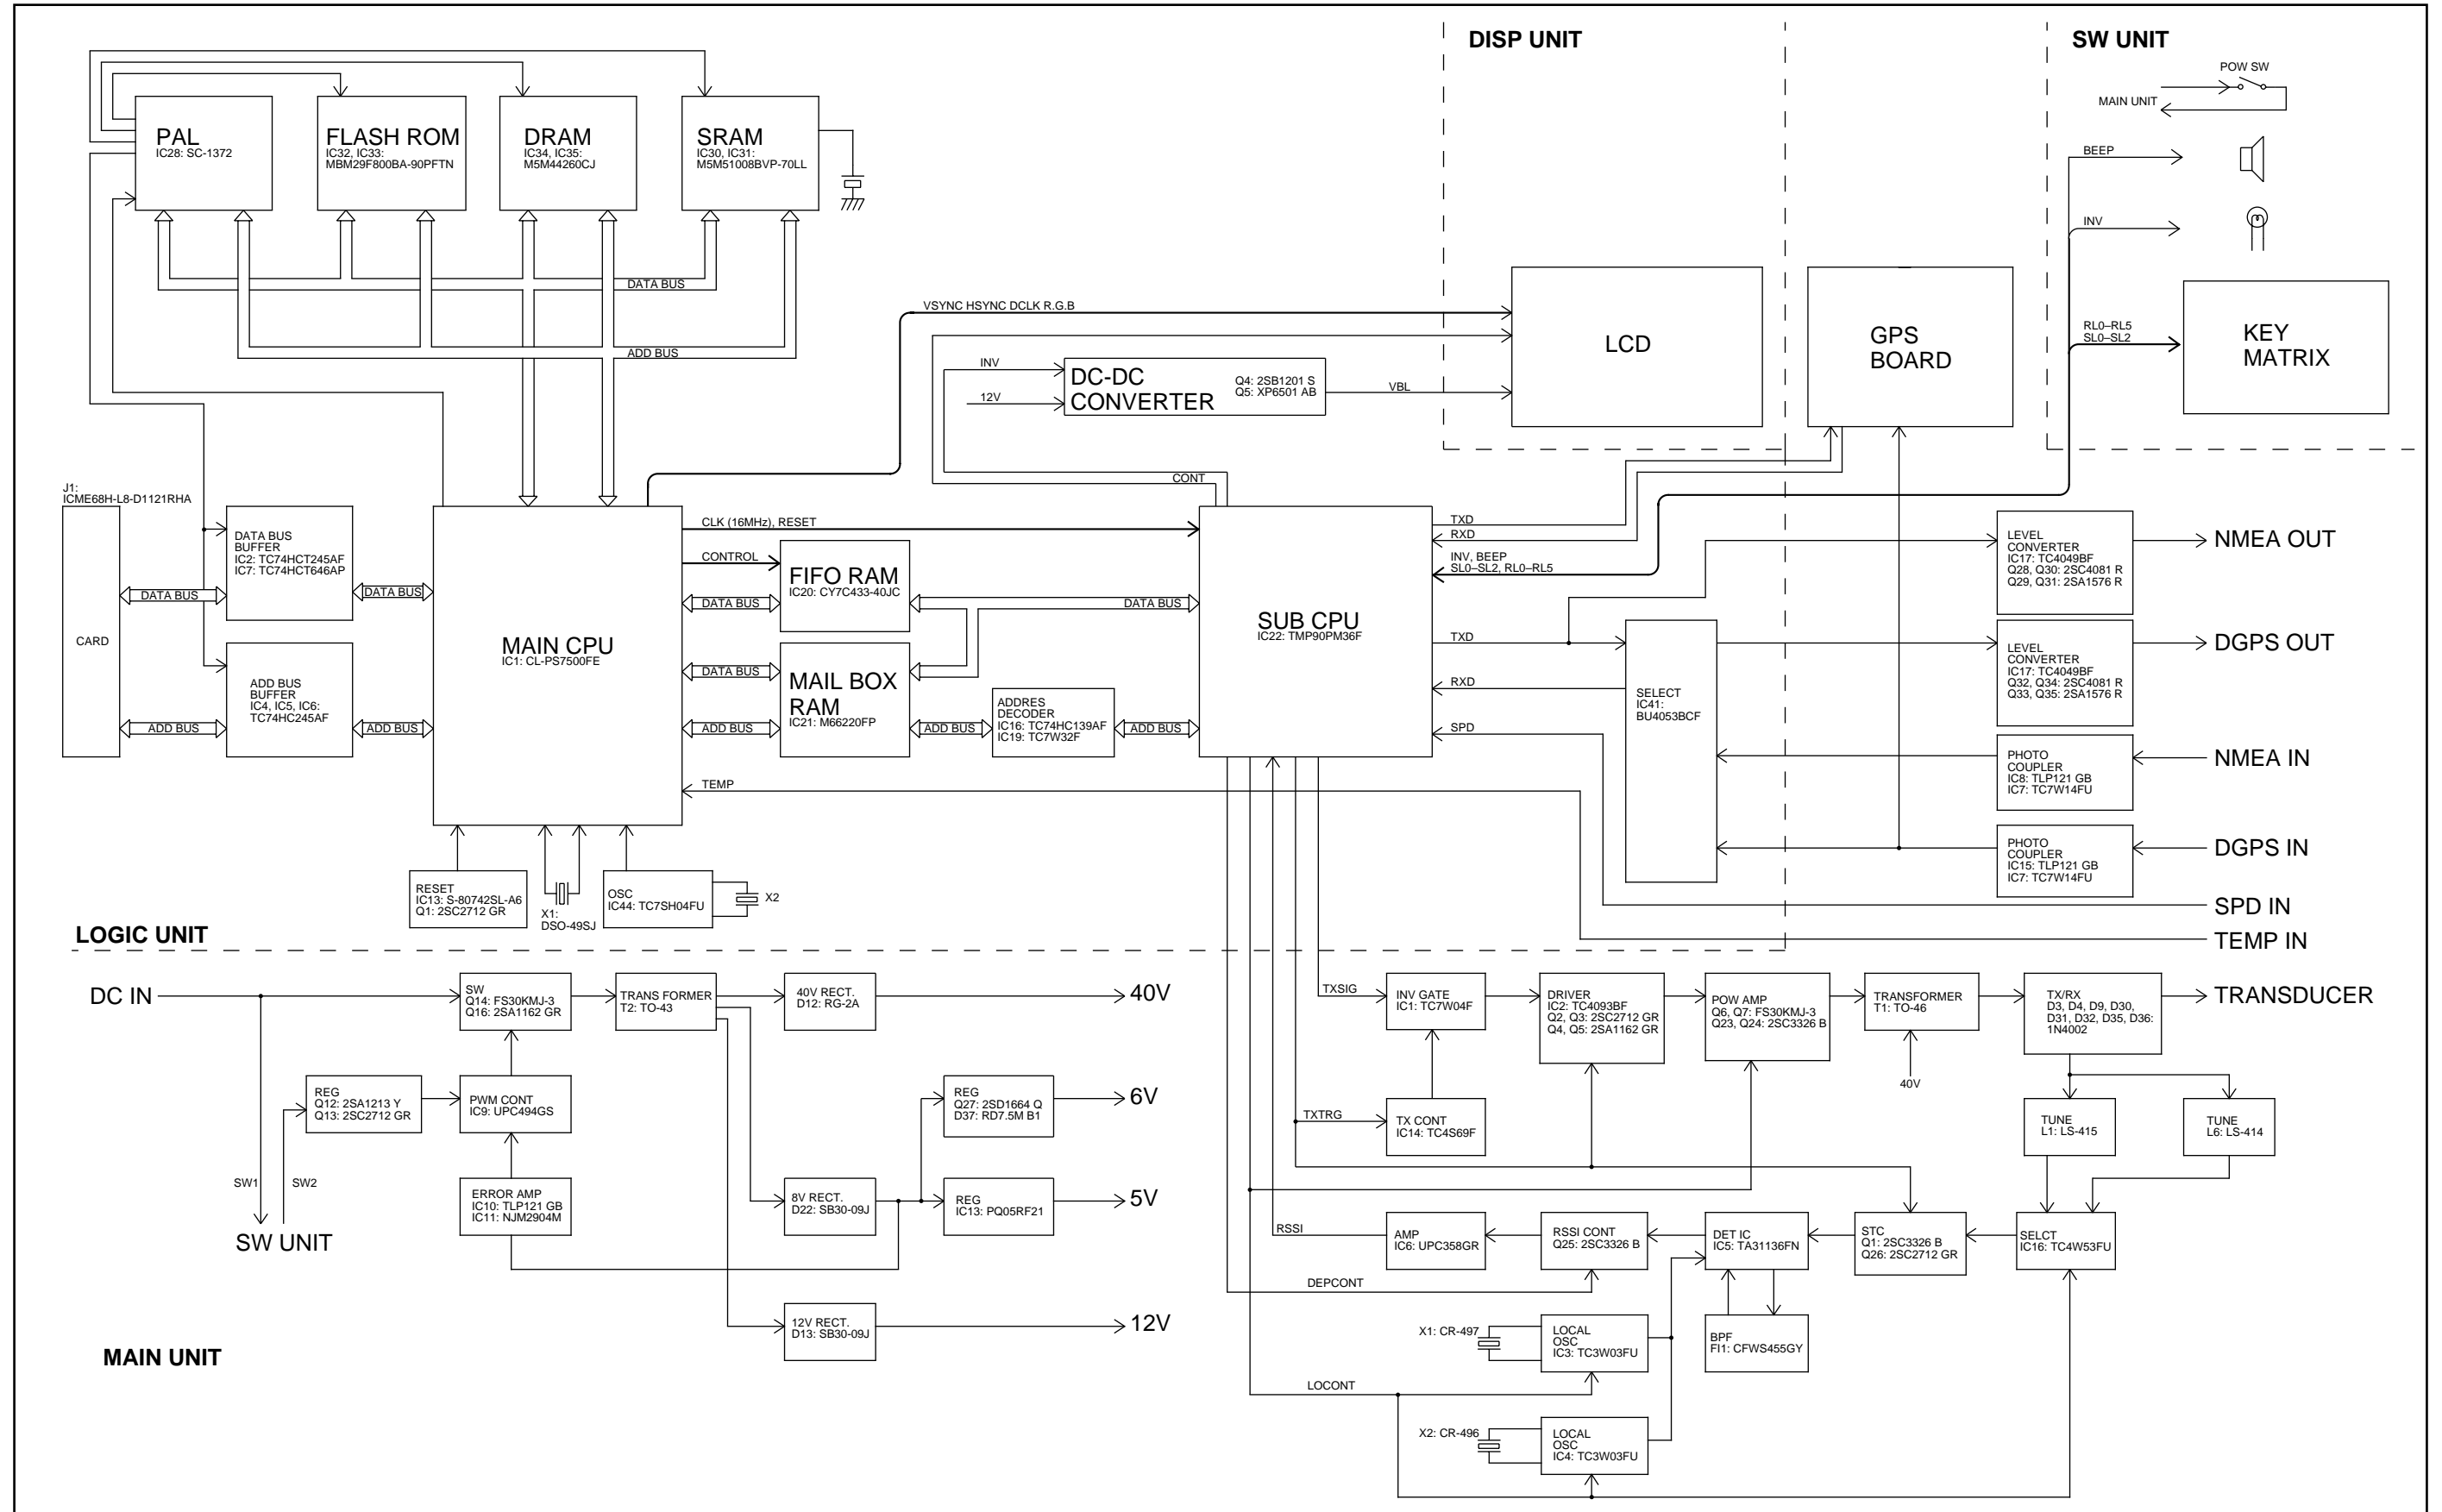 DISP UNIT
SW UNIT
POW SW
MAIN UNIT
BEEP
INV
RL0–RL5
SL0–SL2
KEY
MATRIX
PAL
IC28: SC-1372
FLASH ROM
IC32, IC33:
MBM29F800BA-90PFTN
DRAM
IC34, IC35:
M5M44260CJ
SRAM
IC30, IC31:
M5M51008BVP-70LL
DATA BUS
ADD BUS
VSYNC HSYNC DCLK R.G.B
INV
12V
DC-DC
CONVERTER
Q4: 2SB1201 S
Q5: XP6501 AB
VBL
LCD
GPS
BOARD
CONT
J1:
ICME68H-L8-D1121RHA
CARD
DATA BUS
ADD BUS
DATA BUS
BUFFER
IC2: TC74HCT245AF
IC7: TC74HCT646AP
ADD BUS
BUFFER
IC4, IC5, IC6:
TC74HC245AF
DATA BUS
ADD BUS
MAIN CPU
IC1: CL-PS7500FE
CLK (16MHz), RESET
CONTROL
DATA BUS
DATA BUS
ADD BUS
TEMP
FIFO RAM
IC20: CY7C433-40JC
MAIL BOX
RAM
IC21: M66220FP
DATA BUS
ADD BUS
ADDRES
DECODER
IC16: TC74HC139AF
IC19: TC7W32F
ADD BUS
SUB CPU
IC22: TMP90PM36F
TXD
RXD
INV, BEEP
SL0–SL2, RL0–RL5
TXD
RXD
SPD
SELECT
IC41:
BU4053BCF
LEVEL
CONVERTER
IC17: TC4049BF
Q28, Q30: 2SC4081 R
Q29, Q31: 2SA1576 R
NMEA OUT
LEVEL
CONVERTER
IC17: TC4049BF
Q32, Q34: 2SC4081 R
Q33, Q35: 2SA1576 R
DGPS OUT
PHOTO
COUPLER
IC8: TLP121 GB
IC7: TC7W14FU
NMEA IN
PHOTO
COUPLER
IC15: TLP121 GB
IC7: TC7W14FU
DGPS IN
SPD IN
TEMP IN
RESET
IC13: S-80742SL-A6
Q1: 2SC2712 GR
X1:
DSO-49SJ
OSC
IC44: TC7SH04FU
X2
LOGIC UNIT
DC IN
SW
Q14: FS30KMJ-3
Q16: 2SA1162 GR
TRANS FORMER
T2: TO-43
40V RECT.
D12: RG-2A
40V
REG
Q12: 2SA1213 Y
Q13: 2SC2712 GR
PWM CONT
IC9: UPC494GS
REG
Q27: 2SD1664 Q
D37: RD7.5M B1
6V
SW1
SW2
SW UNIT
ERROR AMP
IC10: TLP121 GB
IC11: NJM2904M
8V RECT.
D22: SB30-09J
REG
IC13: PQ05RF21
5V
12V RECT.
D13: SB30-09J
12V
MAIN UNIT
TXSIG
INV GATE
IC1: TC7W04F
DRIVER
IC2: TC4093BF
Q2, Q3: 2SC2712 GR
Q4, Q5: 2SA1162 GR
POW AMP
Q6, Q7: FS30KMJ-3
Q23, Q24: 2SC3326 B
TRANSFORMER
T1: TO-46
40V
TX/RX
D3, D4, D9, D30,
D31, D32, D35, D36:
1N4002
TRANSDUCER
TXTRG
TX CONT
IC14: TC4S69F
TUNE
L1: LS-415
TUNE
L6: LS-414
RSSI
AMP
IC6: UPC358GR
RSSI CONT
Q25: 2SC3326 B
DET IC
IC5: TA31136FN
STC
Q1: 2SC3326 B
Q26: 2SC2712 GR
SELCT
IC16: TC4W53FU
DEPCONT
X1: CR-497
LOCAL
OSC
IC3: TC3W03FU
BPF
FI1: CFWS455GY
LOCONT
X2: CR-496
LOCAL
OSC
IC4: TC3W03FU